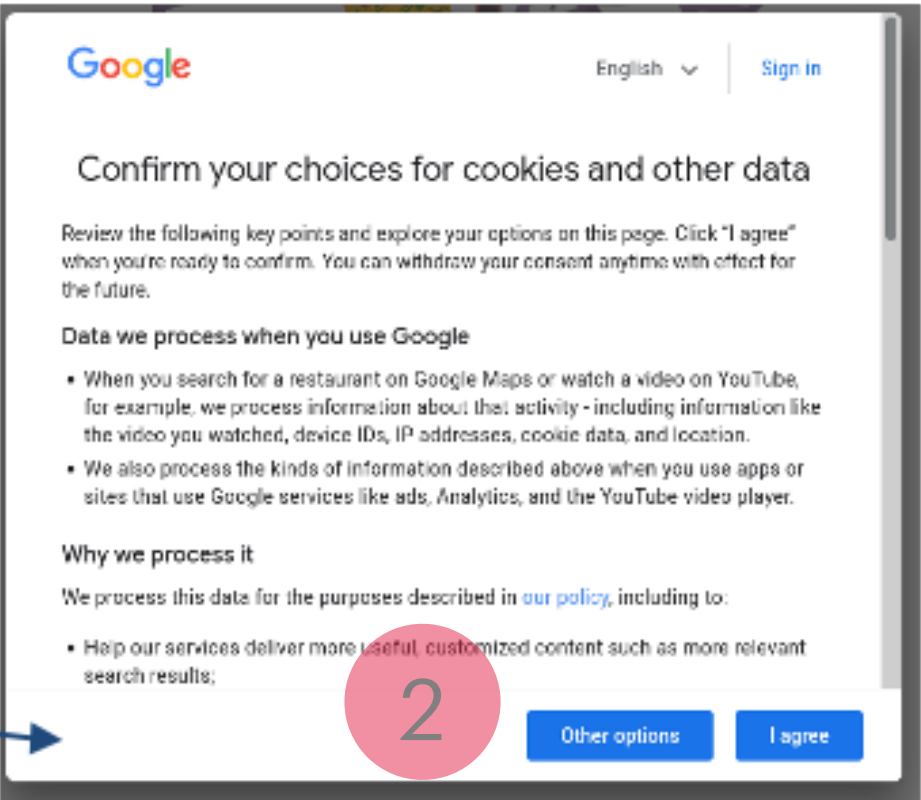 Google
English
Sign in
Confirm your choices for cookies and other data
Review the following key points and explore your options on this page. Click "I agree"
when you're ready to confirm. You can withdraw your consent anytime with effect for
the future.
Data we process when you use Google
• When you search for a restaurant on Google Maps or watch a video on YouTube,
for example, we process information about that activity - including information like
the video you watched, device IDs, IP addresses, cookie data, and location.
• We also process the kinds of information described above when you use apps or
sites that use Google services like ads, Analytics, and the YouTube video player.
Why we process it
We process this data for the purposes described in our policy, including to:
• Help our services deliver more useful, customized content such as more relevant
search results;
2
Other options
I agree